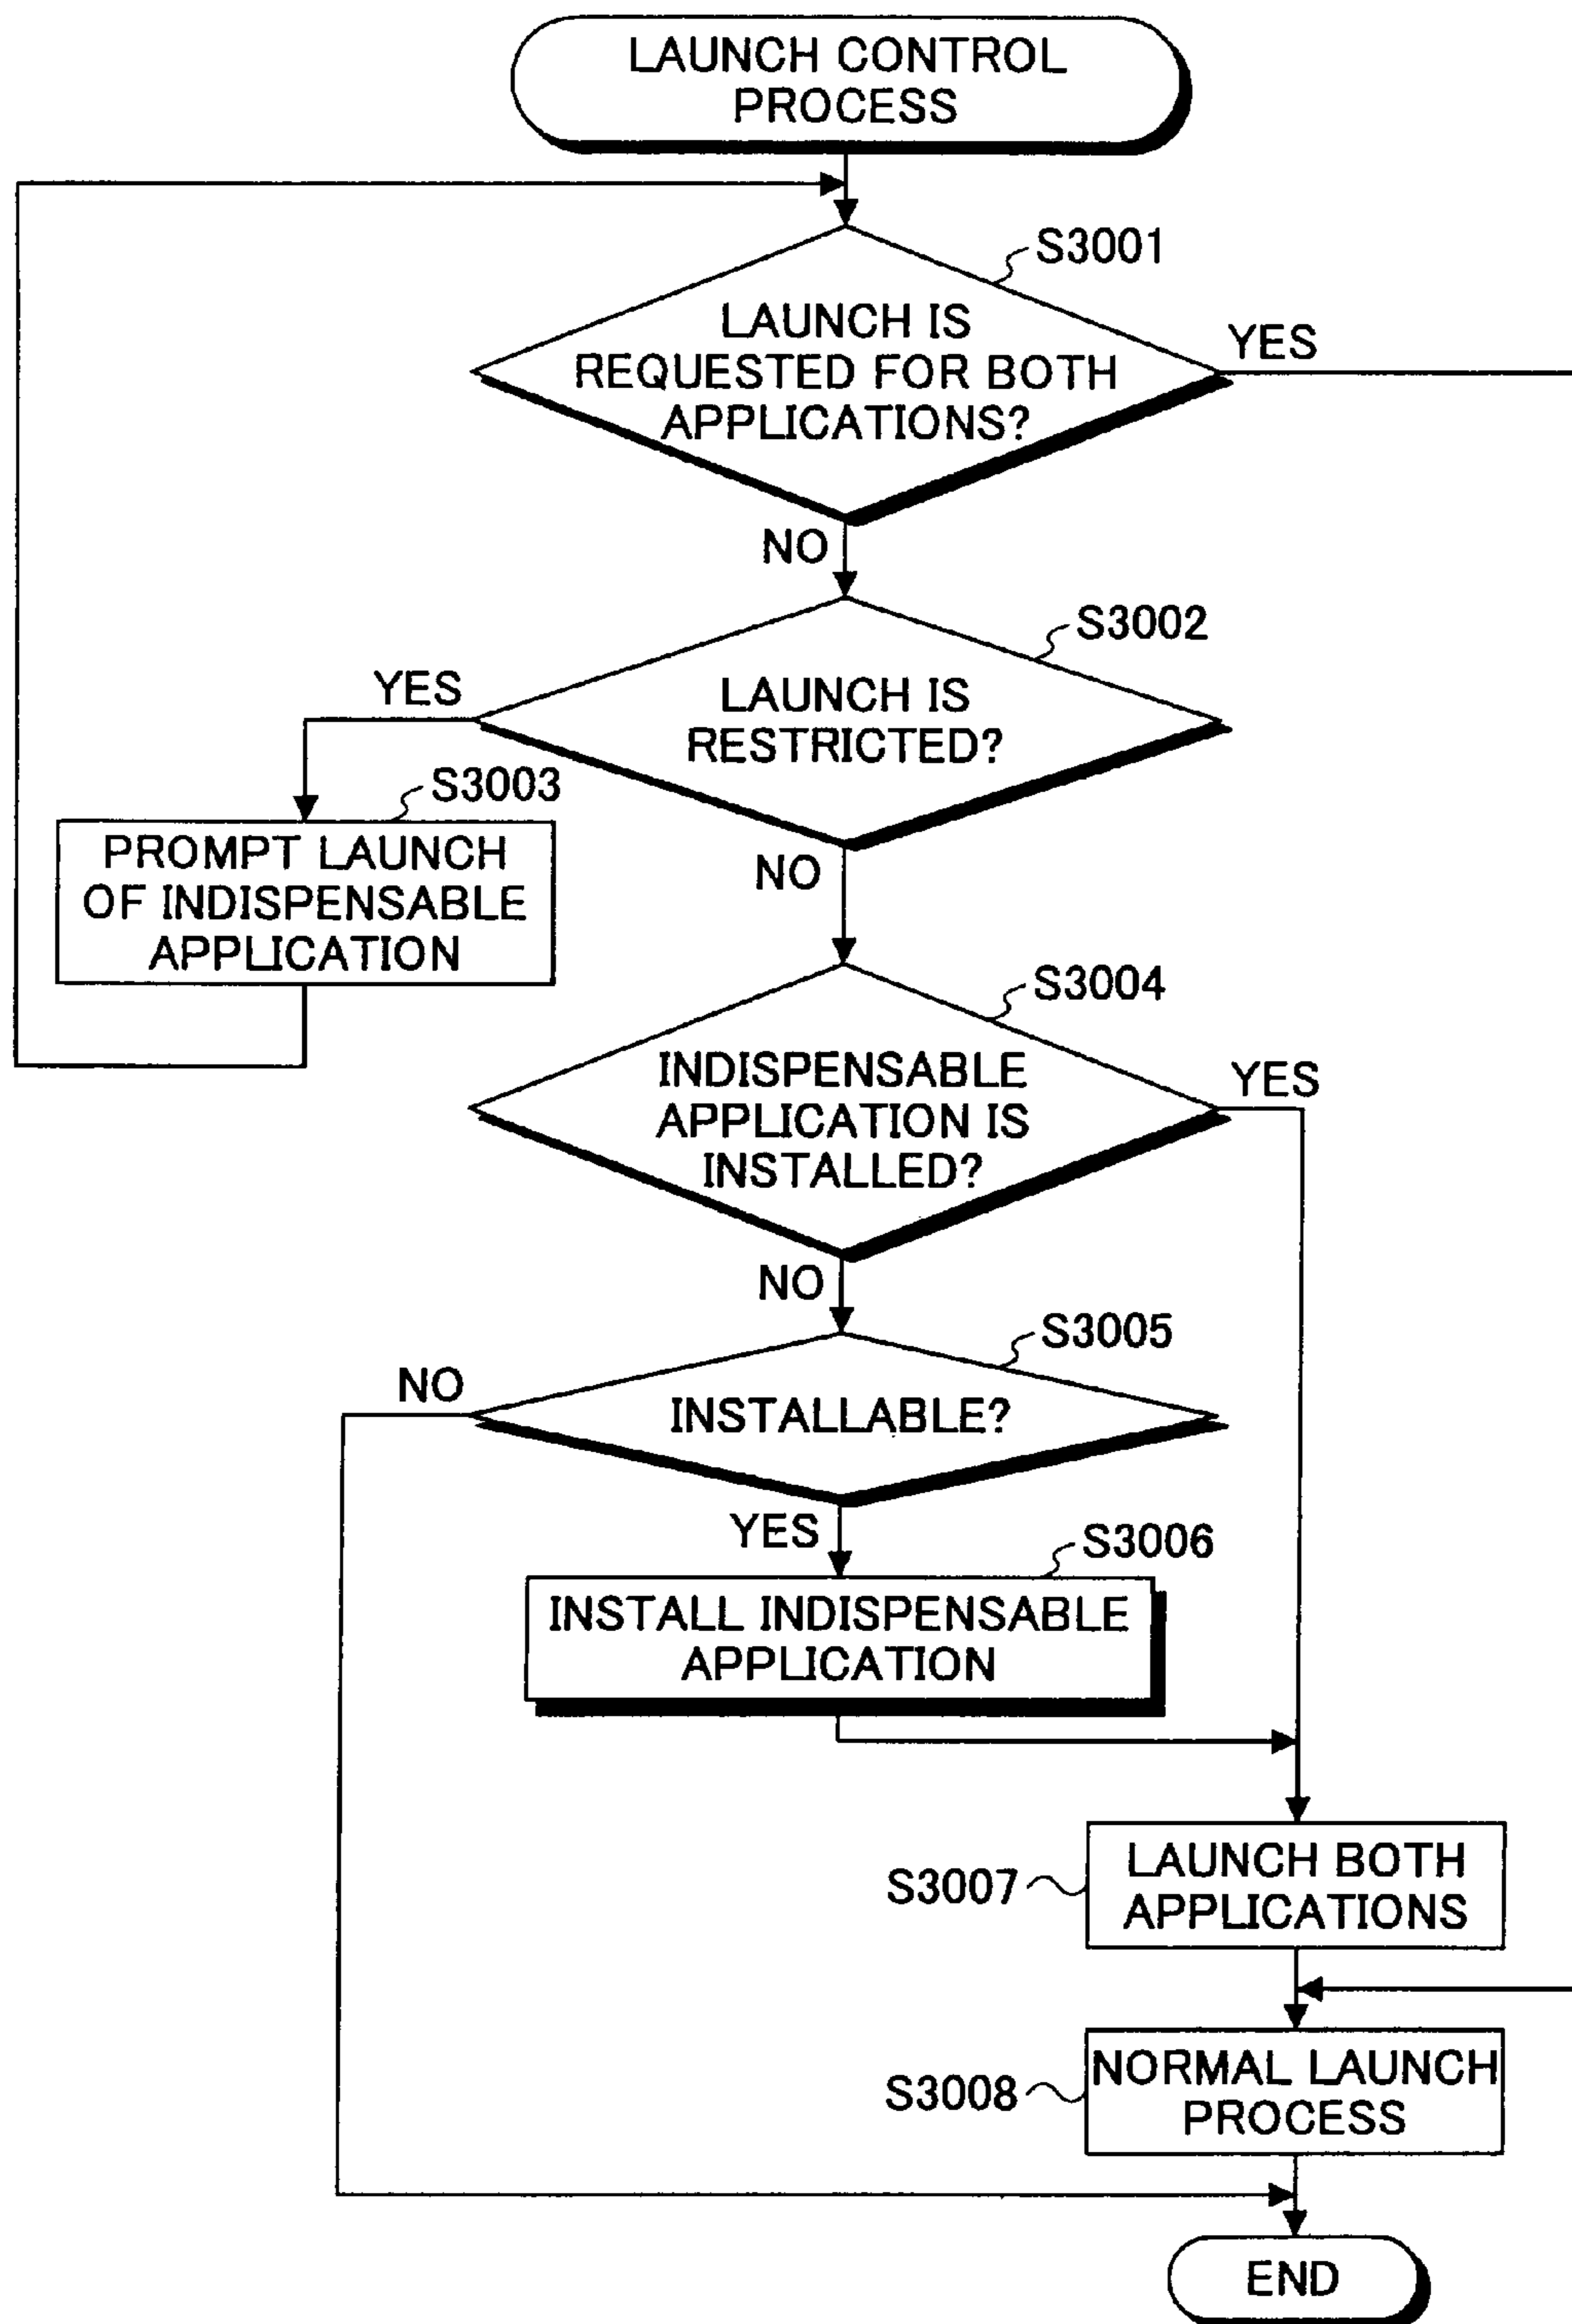 LAUNCH CONTROL
PROCESS
S3001
LAUNCH IS
REQUESTED FOR BOTH
APPLICATIONS?
YES
NO
S3002
LAUNCH IS
RESTRICTED?
YES
NO
S3003
PROMPT LAUNCH
OF INDISPENSABLE
APPLICATION
S3004
INDISPENSABLE
APPLICATION IS
INSTALLED?
YES
NO
S3005
INSTALLABLE?
NO
YES
S3006
INSTALL INDISPENSABLE
APPLICATION
S3007
LAUNCH BOTH
APPLICATIONS
S3008
NORMAL LAUNCH
PROCESS
END